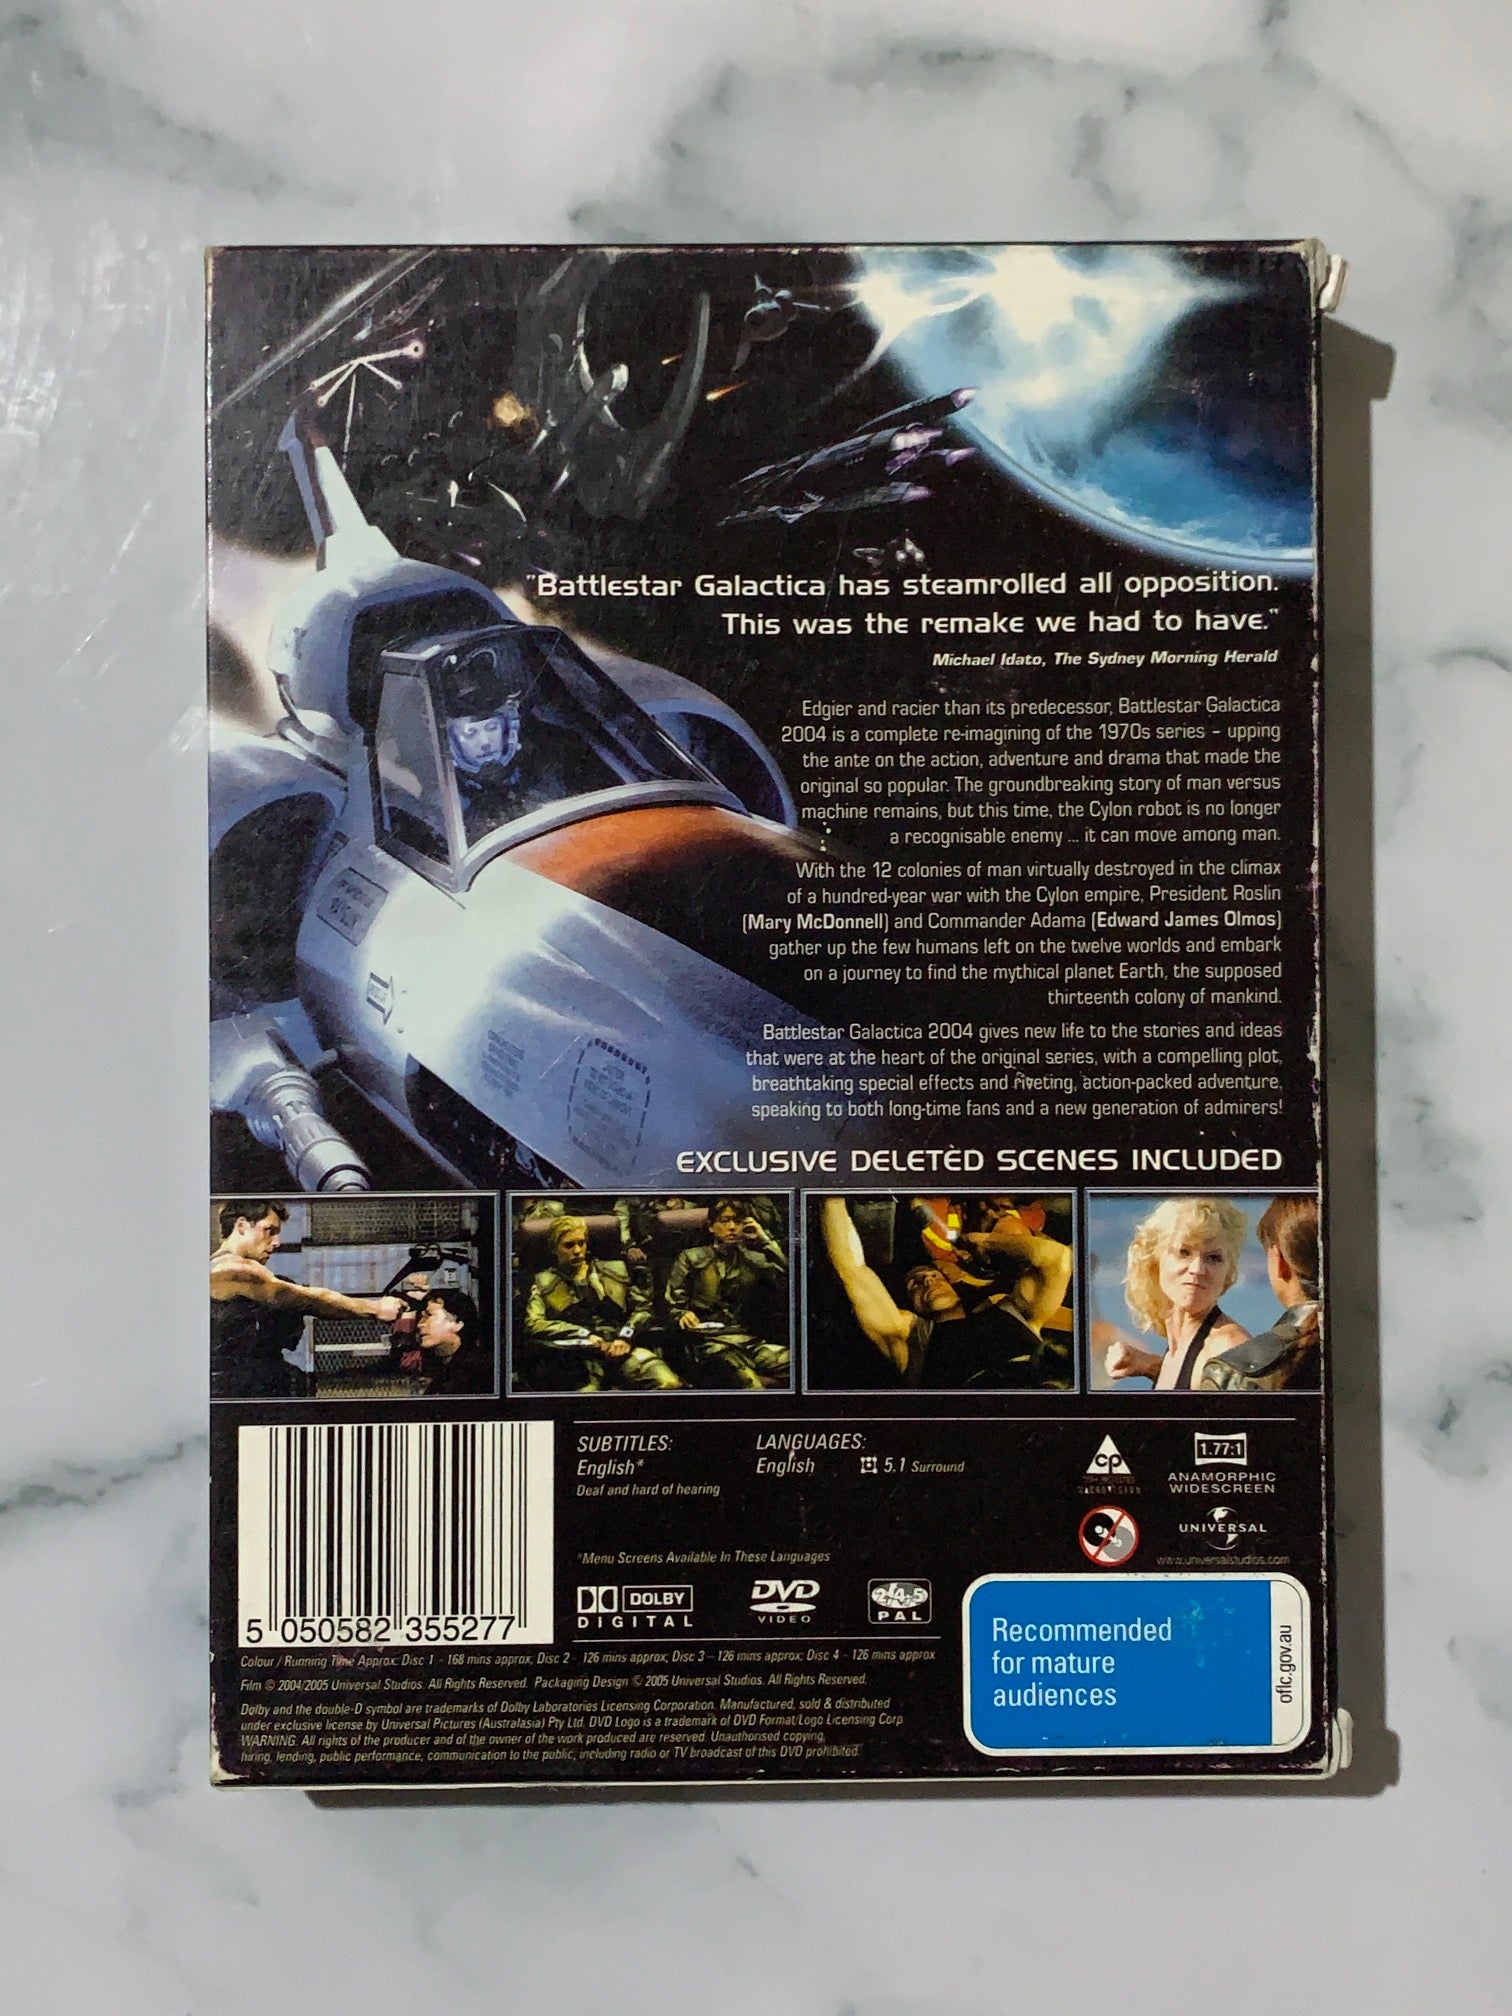 "Battlestar Galactica has steamrolled all opposition.
This was the remake we had to have."
Michael Idato, The Sydney Morning Herald
Edgier and racier than its predecessor, Battlestar Galactica
2004 is a complete re-imagining of the 1970s series - upping
the ante on the action, adventure and drama that made the
original so popular. The groundbreaking story of man versus
machine remains, but this time, the Cylon robot is no longer
a recognisable enemy ... it can move among man.
With the 12 colonies of man virtually destroyed in the climax
of a hundred-year war with the Cylon empire, President Roslin
(Mary McDonnell) and Commander Adama (Edward James Olmos)
gather up the few humans left on the twelve worlds and embark
on a journey to find the mythical planet Earth, the supposed
thirteenth colony of mankind.
Battlestar Galactica 2004 gives new life to the stories and ideas
that were at the heart of the original series, with a compelling plot,
breathtaking special effects and riveting, action-packed adventure,
speaking to both long-time fans and a new generation of admirers!
EXCLUSIVE DELETED SCENES INCLUDED
SUBTITLES:
English*
Deaf and hard of hearing
LANGUAGES:
English 5.1 Surround
*Menu Screens Available In These Languages
DOLBY
DIGITAL
DVD
VIDEO
2/4/5
PAL
cp
1.77:1
ANAMORPHIC
WIDESCREEN
UNIVERSAL
www.universalstudios.com
5 050582 355277
Recommended
for mature
audiences
oflc.gov.au
Colour / Running Time Approx: Disc 1 - 168 mins approx, Disc 2 - 126 mins approx, Disc 3 - 126 mins approx, Disc 4 - 126 mins approx
Film © 2004/2005 Universal Studios. All Rights Reserved. Packaging Design © 2005 Universal Studios. All Rights Reserved.
Dolby and the double-D symbol are trademarks of Dolby Laboratories Licensing Corporation. Manufactured, sold & distributed
under exclusive license by Universal Pictures (Australasia) Pty Ltd. DVD Logo is a trademark of DVD Format/Logo Licensing Corp.
WARNING. All rights of the producer and of the owner of the work produced are reserved. Unauthorised copying,
hiring, lending, public performance, communication to the public, including radio or TV broadcast of this DVD prohibited.